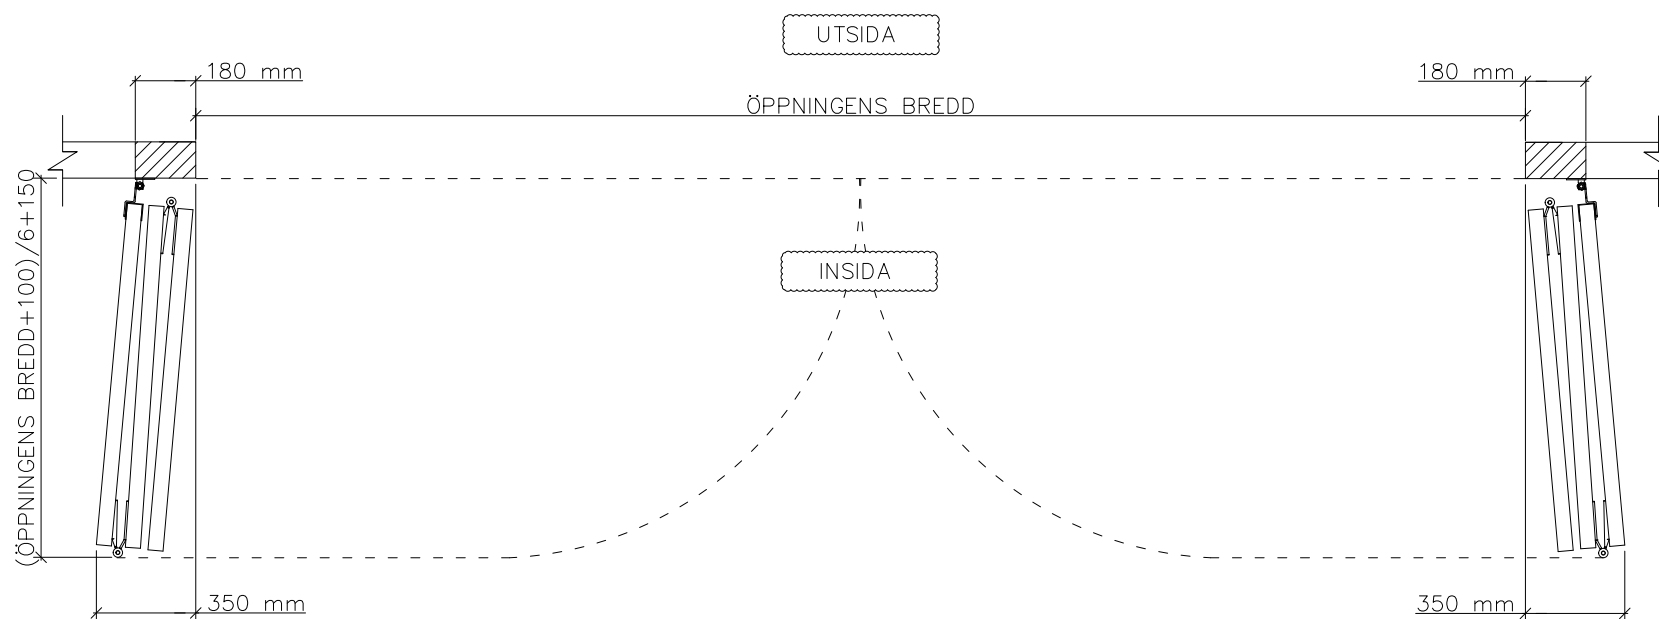 UTSIDA
180 mm
180 mm
ÖPPNINGENS BREDD
(ÖPPNINGENS BREDD+100)/6+150
INSIDA
350 mm
350 mm